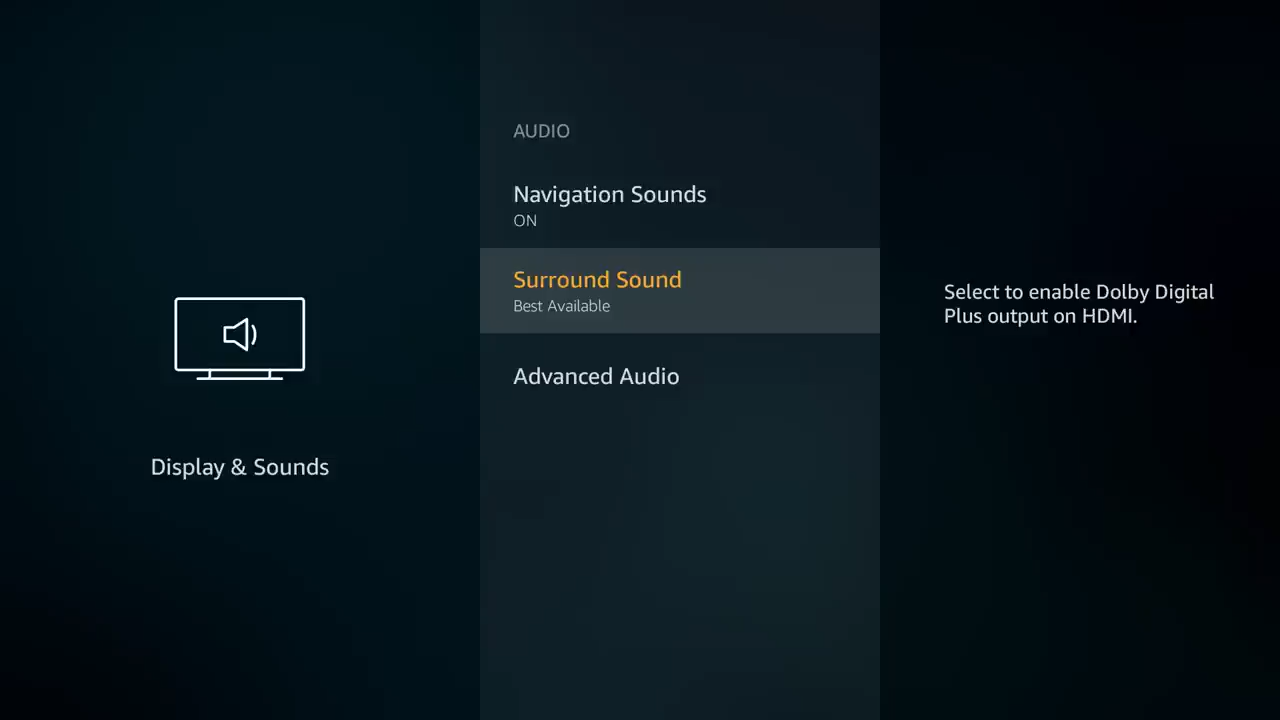 AUDIO
Navigation Sounds
ON
Surround Sound
Best Available
Advanced Audio
Display & Sounds
Select to enable Dolby Digital
Plus output on HDMI.